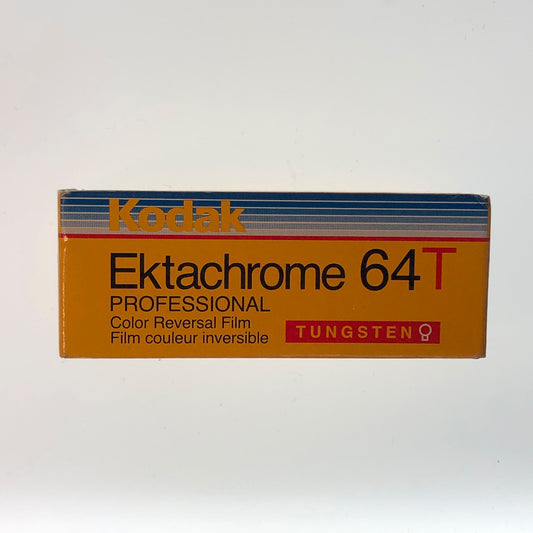 Kodak
Ektachrome 64T
PROFESSIONAL
Color Reversal Film
Film couleur inversible
TUNGSTEN